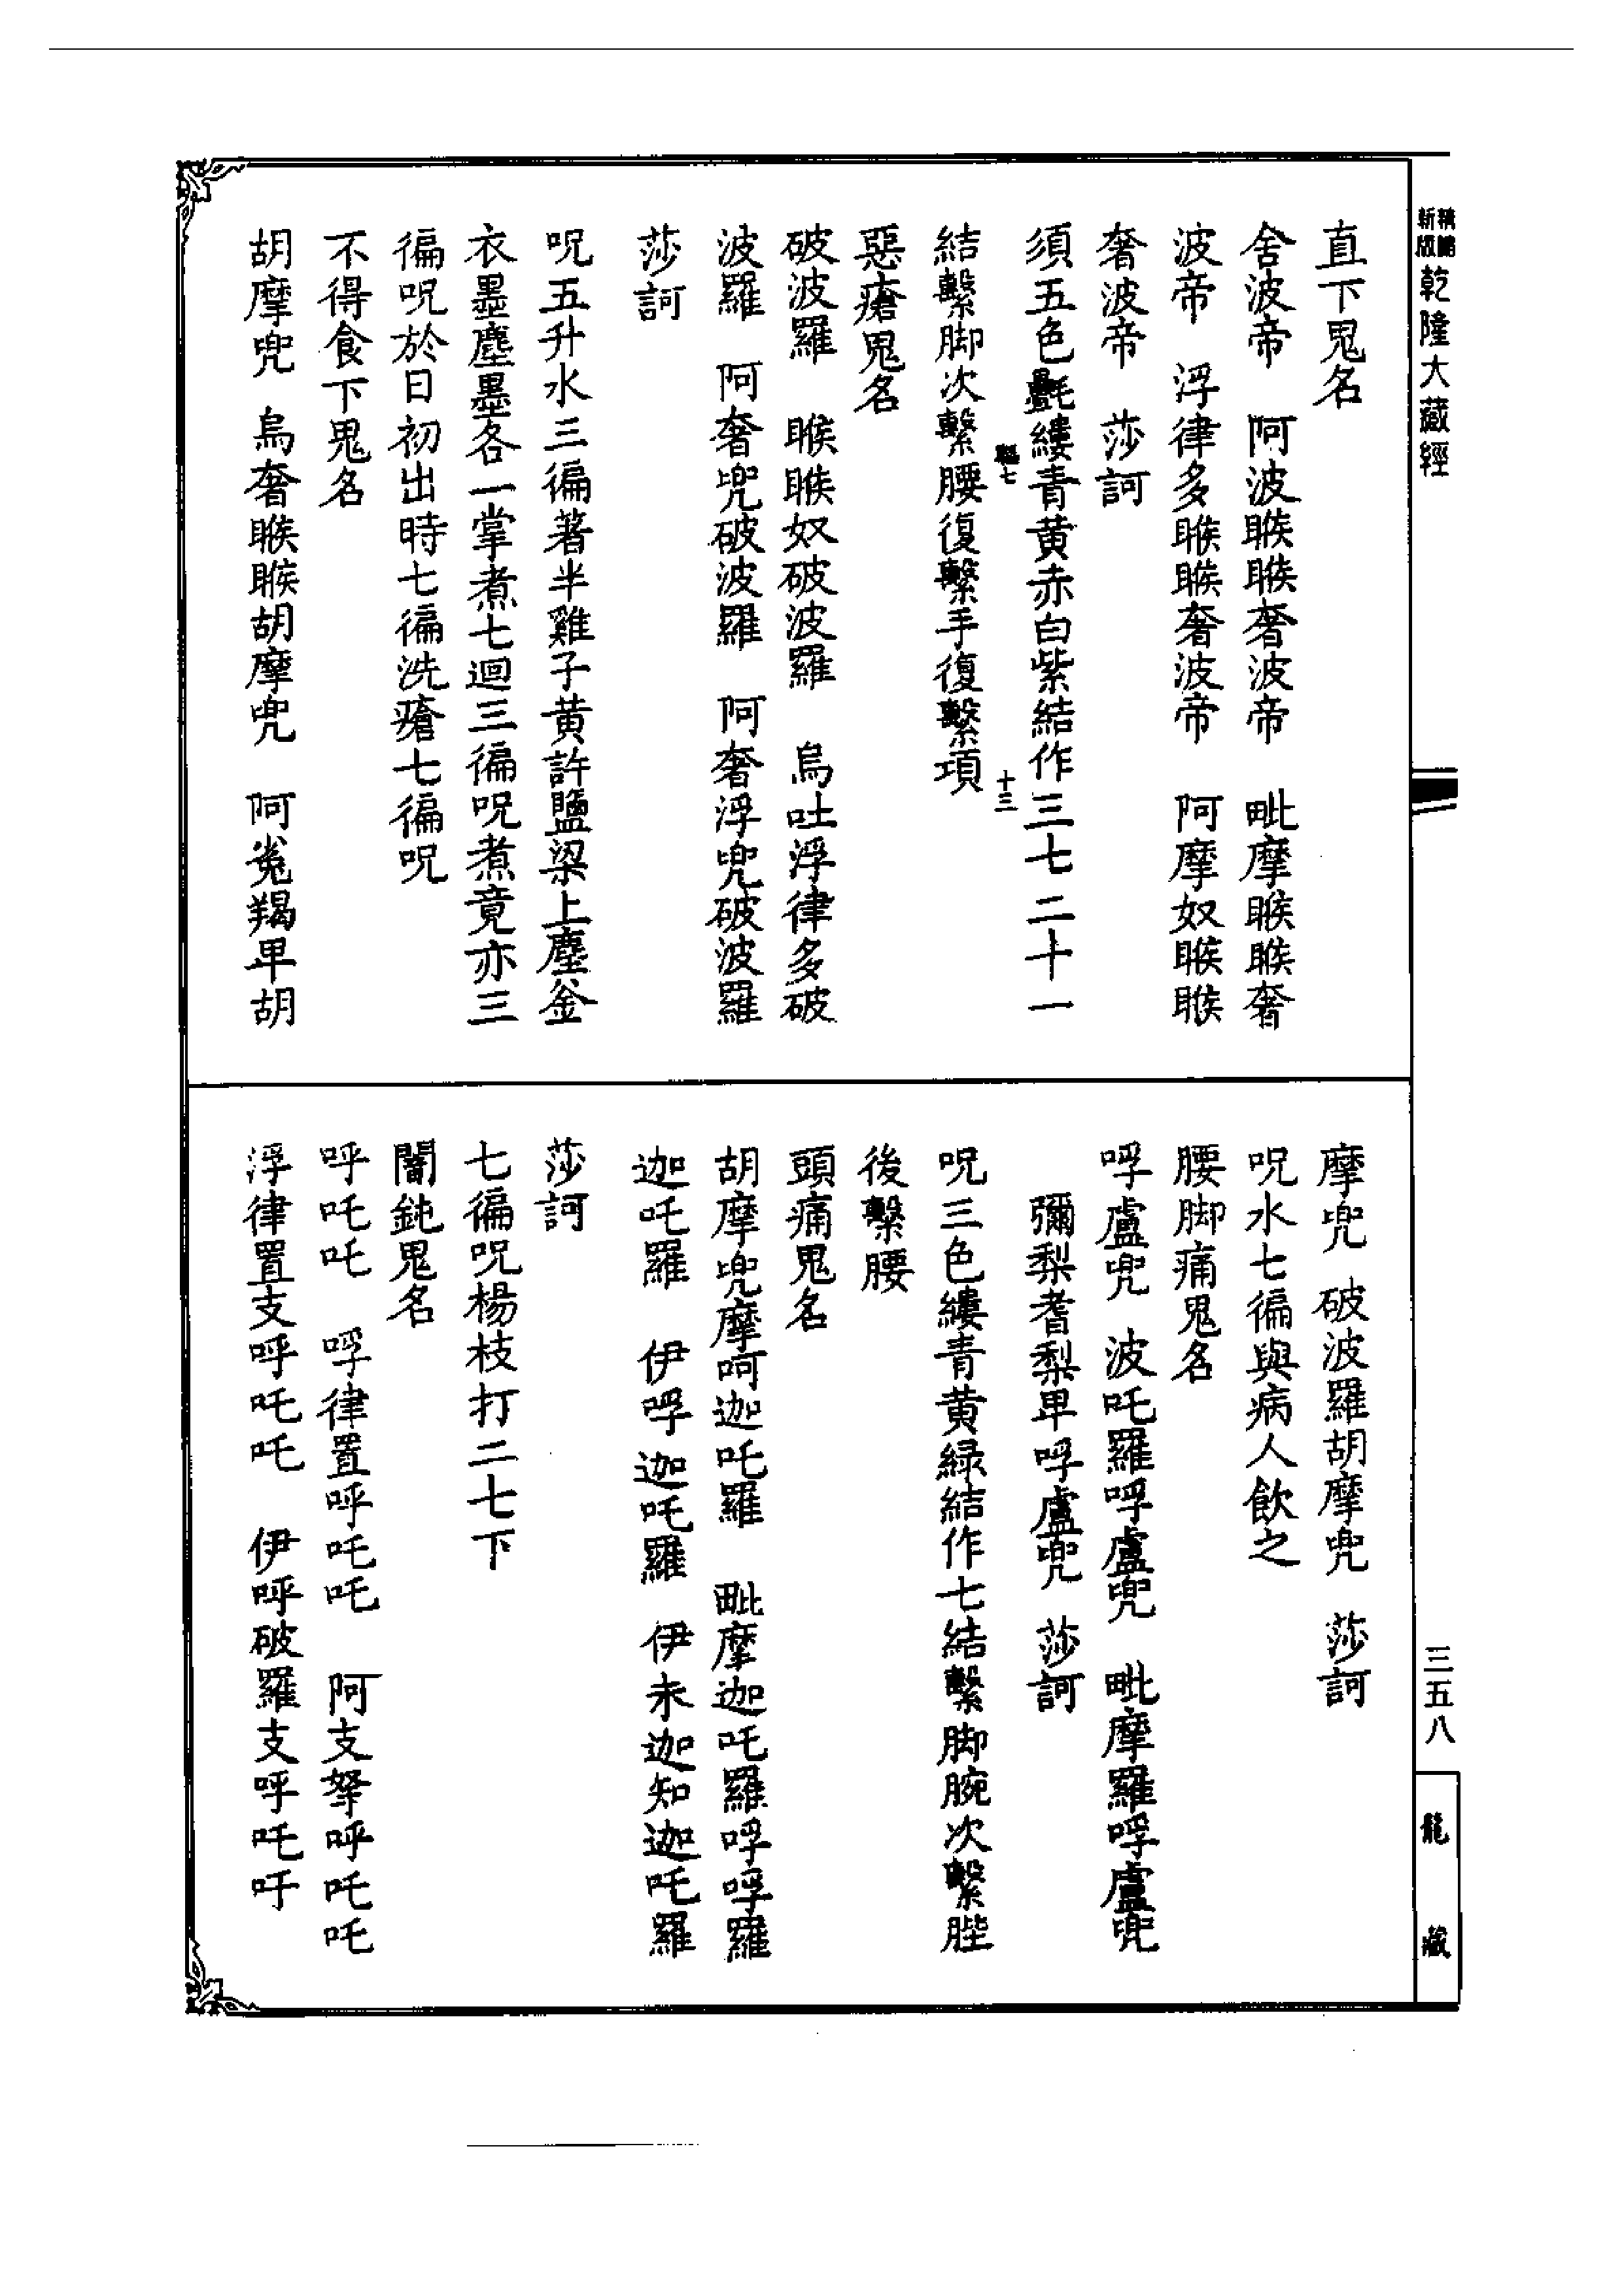 精縮
新版
乾隆大藏經
直下鬼名
舍波帝　阿波睺睺奢波帝　毗摩睺睺奢
波帝　浮律多睺睺奢波帝　阿摩奴睺睺
奢波帝　莎訶
須五色氎縷青黄赤白紫結作三七二十一
七
十三
結繫脚次繫腰復繫手復繫項
惡瘡鬼名
破波羅　睺睺奴破波羅　烏吐浮律多破
波羅　阿奢兜破波羅　阿奢浮兜破波羅
莎訶
呪五升水三徧著半雞子黄許鹽梁上塵釜
衣墨塵墨各一掌煮七迴三徧呪煮竟亦三
徧呪於日初出時七徧洗瘡七徧呪
不得食下鬼名
胡摩兜　烏奢睺睺胡摩兜　阿㝹羯卑胡
摩兜　破波羅胡摩兜　莎訶
呪水七徧與病人飲之
腰脚痛鬼名
呼盧兜　波吒羅呼盧兜　毗摩羅呼盧兜
彌梨耆梨卑呼盧兜　莎訶
呪三色縷青黄綠結作七結繫脚腕次繫䏶
後繫腰
頭痛鬼名
胡摩兜兜摩呵迦吒羅　毗摩迦吒羅呼呼羅
迦吒羅　伊呼迦吒羅　伊未迦知迦吒羅
莎訶
七徧呪楊枝打二七下
闇鈍鬼名
呼吒吒　呼律置呼吒吒　阿支拏呼吒吒
浮律置支呼吒吒　伊呼破羅支呼吒吁
三五八
龍藏